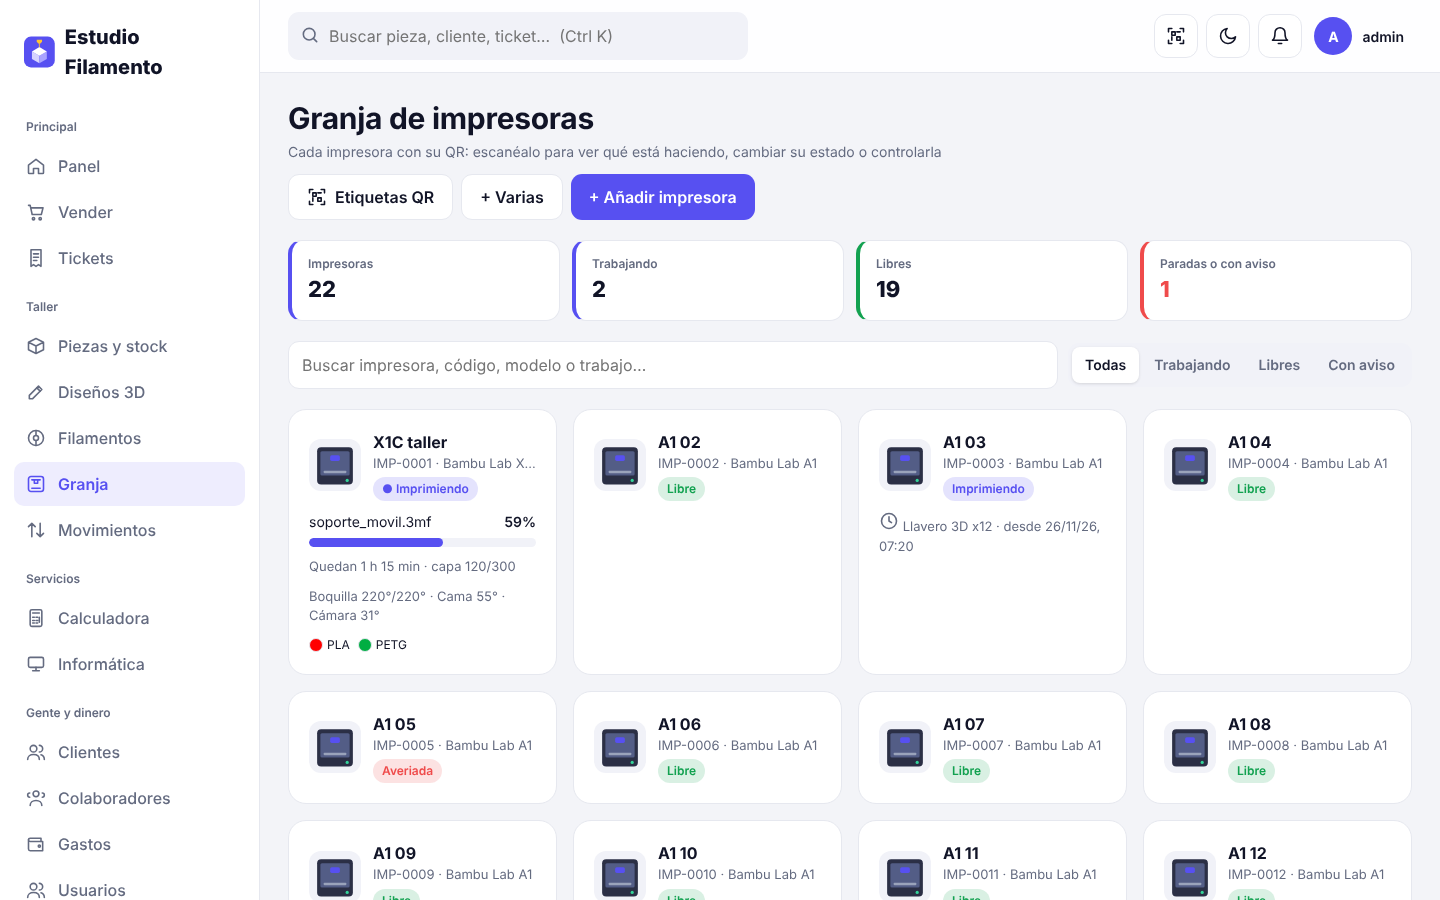 Estudio
Filamento
Principal
Panel
Vender
Tickets
Taller
Piezas y stock
Diseños 3D
Filamentos
Granja
Movimientos
Servicios
Calculadora
Informática
Gente y dinero
Clientes
Colaboradores
Gastos
Usuarios
Buscar pieza, cliente, ticket... (Ctrl K)
A admin
Granja de impresoras
Cada impresora con su QR: escanéalo para ver qué está haciendo, cambiar su estado o controlarla
Etiquetas QR + Varias + Añadir impresora
Impresoras
22
Trabajando
2
Libres
19
Paradas o con aviso
1
Buscar impresora, código, modelo o trabajo...
Todas Trabajando Libres Con aviso
X1C taller
IMP-0001 · Bambu Lab X...
Imprimiendo
soporte_movil.3mf 59%
Quedan 1 h 15 min · capa 120/300
Boquilla 220°/220° · Cama 55° ·
Cámara 31°
PLA PETG
A1 02
IMP-0002 · Bambu Lab A1
Libre
A1 03
IMP-0003 · Bambu Lab A1
Imprimiendo
Llavero 3D x12 · desde 26/11/26,
07:20
A1 04
IMP-0004 · Bambu Lab A1
Libre
A1 05
IMP-0005 · Bambu Lab A1
Averiada
A1 06
IMP-0006 · Bambu Lab A1
Libre
A1 07
IMP-0007 · Bambu Lab A1
Libre
A1 08
IMP-0008 · Bambu Lab A1
Libre
A1 09
IMP-0009 · Bambu Lab A1
Libre
A1 10
IMP-0010 · Bambu Lab A1
Libre
A1 11
IMP-0011 · Bambu Lab A1
Libre
A1 12
IMP-0012 · Bambu Lab A1
Libre